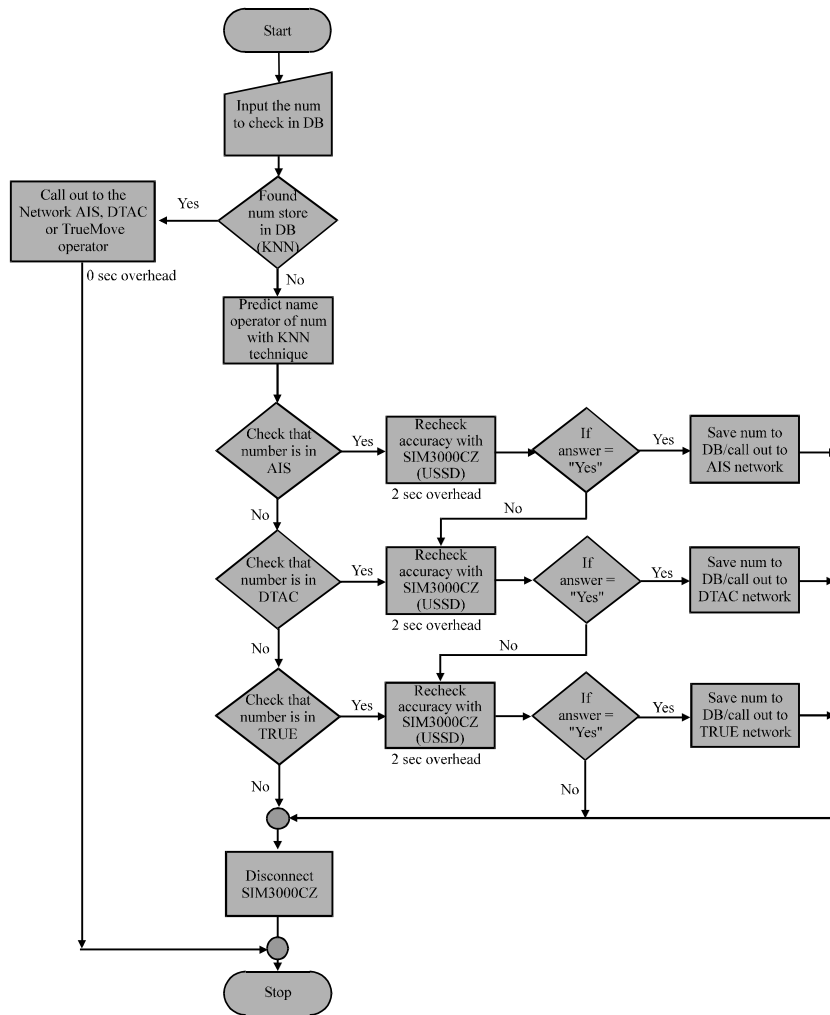 Start
Input the num
to check in DB
Found
num store
in DB
(KNN)
Yes
Call out to the
Network AIS, DTAC
or TrueMove
operator
0 sec overhead
No
Predict name
operator of num
with KNN
technique
Check that
number is in
AIS
Yes
Recheck
accuracy with
SIM3000CZ
(USSD)
2 sec overhead
If
answer =
"Yes"
Yes
Save num to
DB/call out to
AIS network
No
No
Check that
number is in
DTAC
Yes
Recheck
accuracy with
SIM3000CZ
(USSD)
2 sec overhead
If
answer =
"Yes"
Yes
Save num to
DB/call out to
DTAC network
No
No
Check that
number is in
TRUE
Yes
Recheck
accuracy with
SIM3000CZ
(USSD)
2 sec overhead
If
answer =
"Yes"
Yes
Save num to
DB/call out to
TRUE network
No
No
Disconnect
SIM3000CZ
Stop